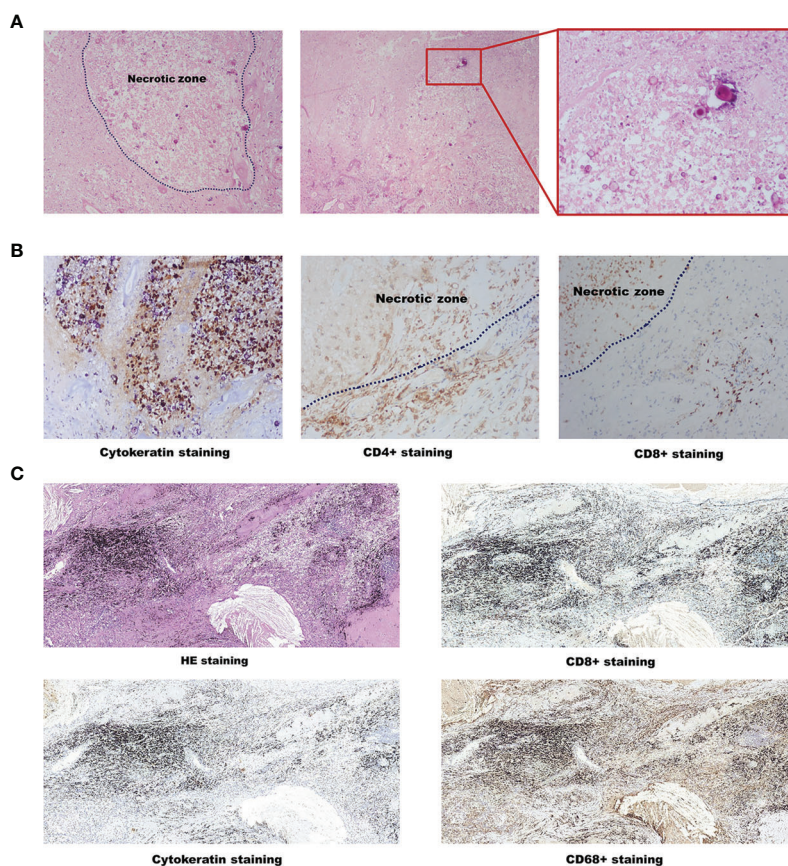 A
Necrotic zone
B
Necrotic zone
Necrotic zone
Cytokeratin staining
CD4+ staining
CD8+ staining
C
HE staining
CD8+ staining
Cytokeratin staining
CD68+ staining